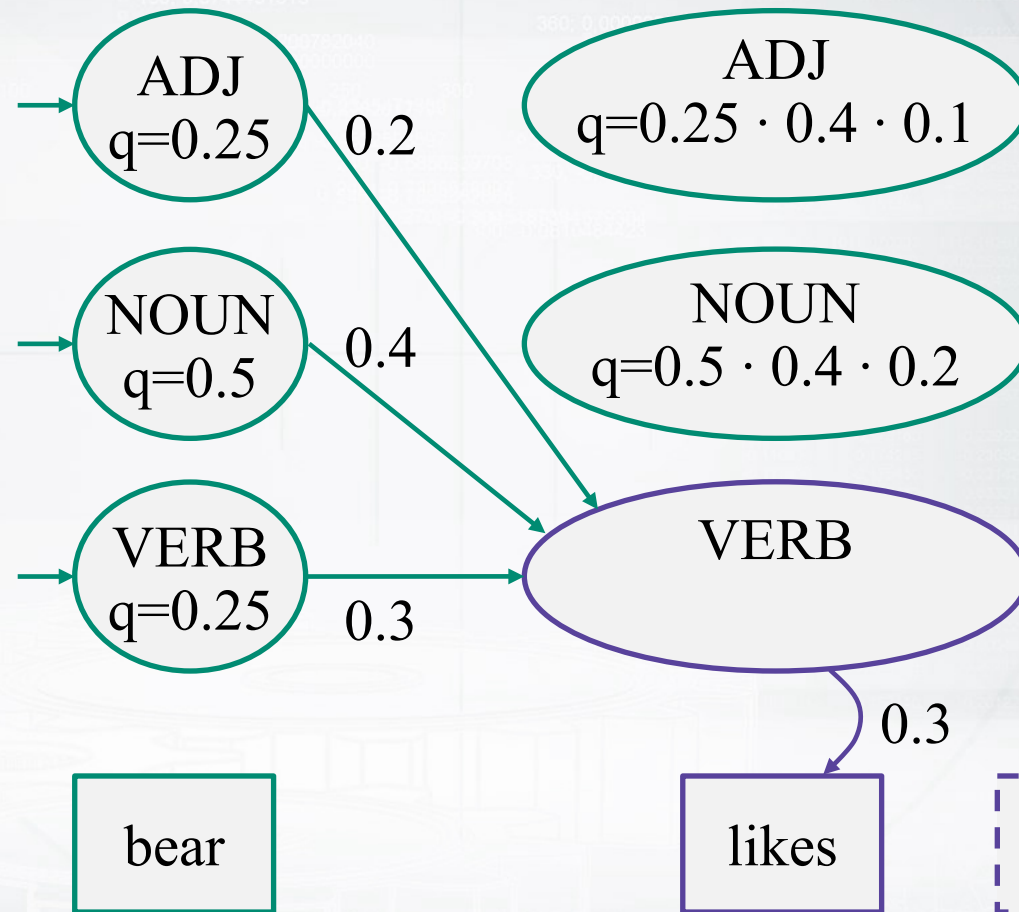 ADJ
q=0.25
0.2
ADJ
q=0.25 · 0.4 · 0.1
NOUN
q=0.5
0.4
NOUN
q=0.5 · 0.4 · 0.2
VERB
q=0.25
0.3
VERB
0.3
bear
likes